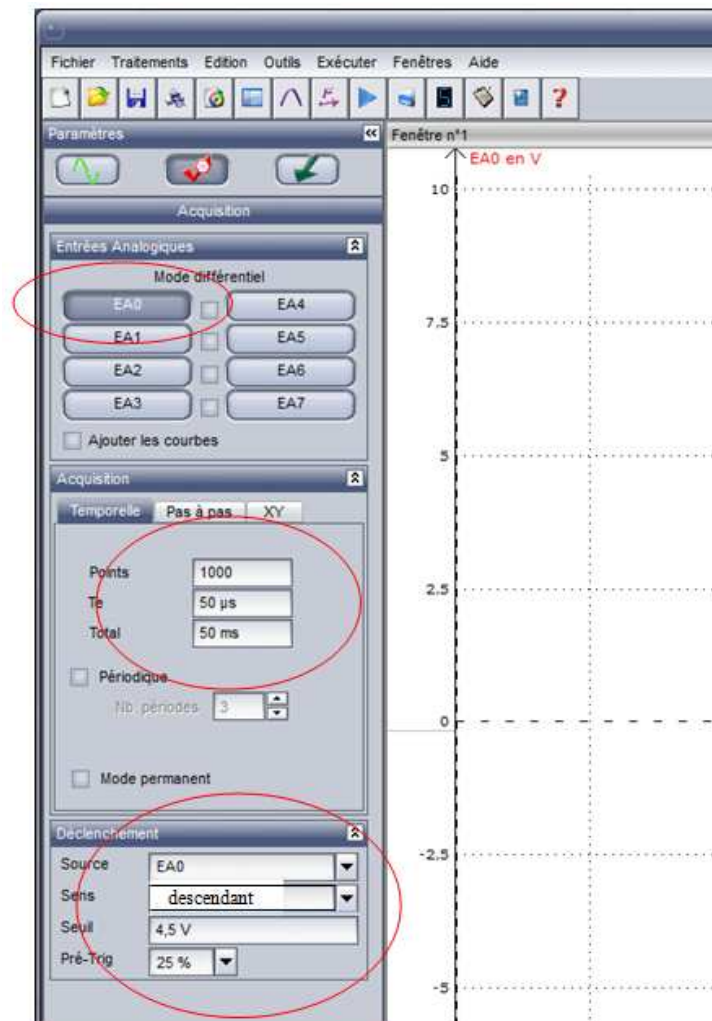 Fichier Traitements Edition Outils Exécuter Fenêtres Aide
Paramètres
Fenêtre n°1
EA0 en V
Acquisition
Entrées Analogiques
Mode différentiel
EA0 EA4
EA1 EA5
EA2 EA6
EA3 EA7
Ajouter les courbes
Acquisition
Temporelle Pas à pas XY
Points 1000
Te 50 µs
Total 50 ms
Périodique
Nb. périodes 3
Mode permanent
Déclenchement
Source EA0
Sens descendant
Seuil 4,5 V
Pré-Trig 25 %
10
7,5
5
2,5
0
-2,5
-5